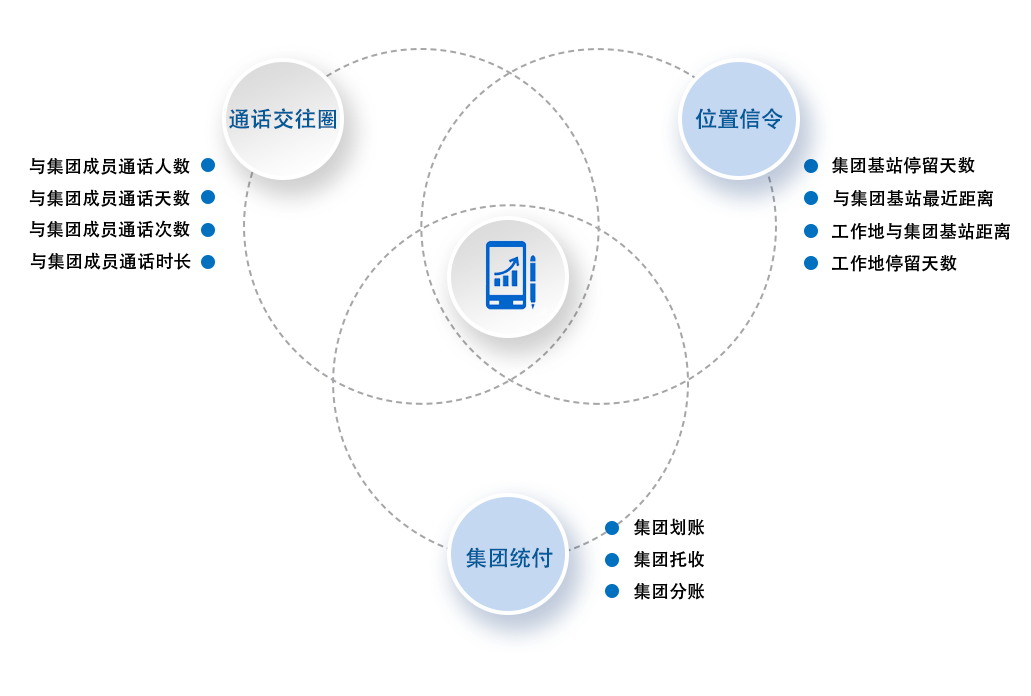 通话交往圈
与集团成员通话人数
与集团成员通话天数
与集团成员通话次数
与集团成员通话时长
位置信令
集团基站停留天数
与集团基站最近距离
工作地与集团基站距离
工作地停留天数
集团统付
集团划账
集团托收
集团分账